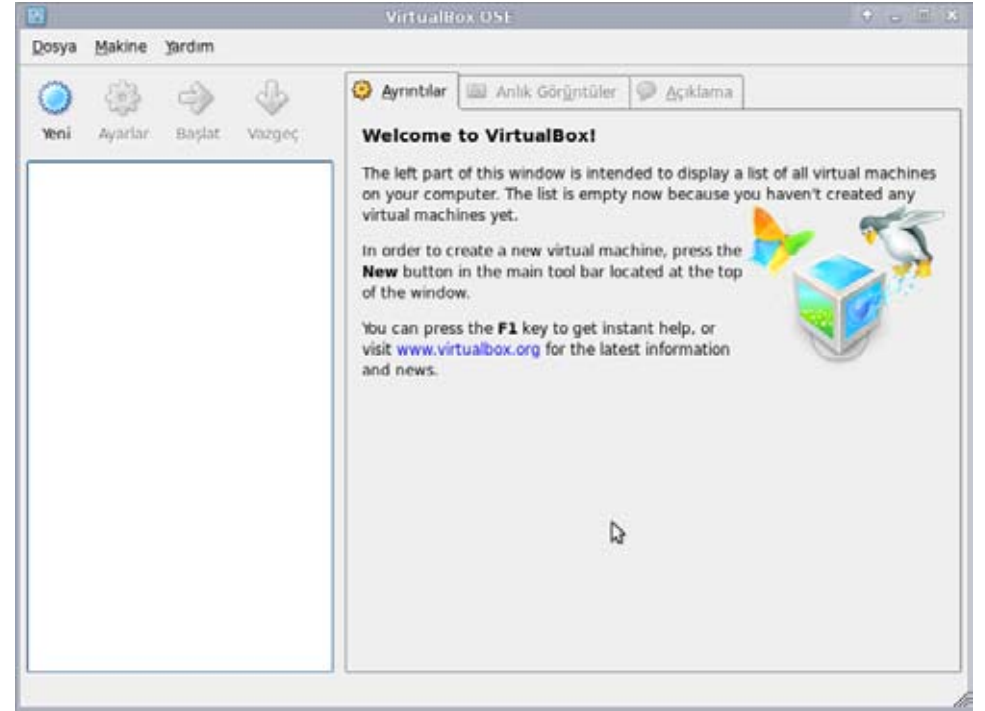 VirtualBox OSE
Dosya Makine Yardım
Yeni Ayarlar Başlat Vazgeç
Ayrıntılar Anlık Görüntüler Açıklama
Welcome to VirtualBox!
The left part of this window is intended to display a list of all virtual machines
on your computer. The list is empty now because you haven't created any
virtual machines yet.
In order to create a new virtual machine, press the
New button in the main tool bar located at the top
of the window.
You can press the F1 key to get instant help, or
visit www.virtualbox.org for the latest information
and news.